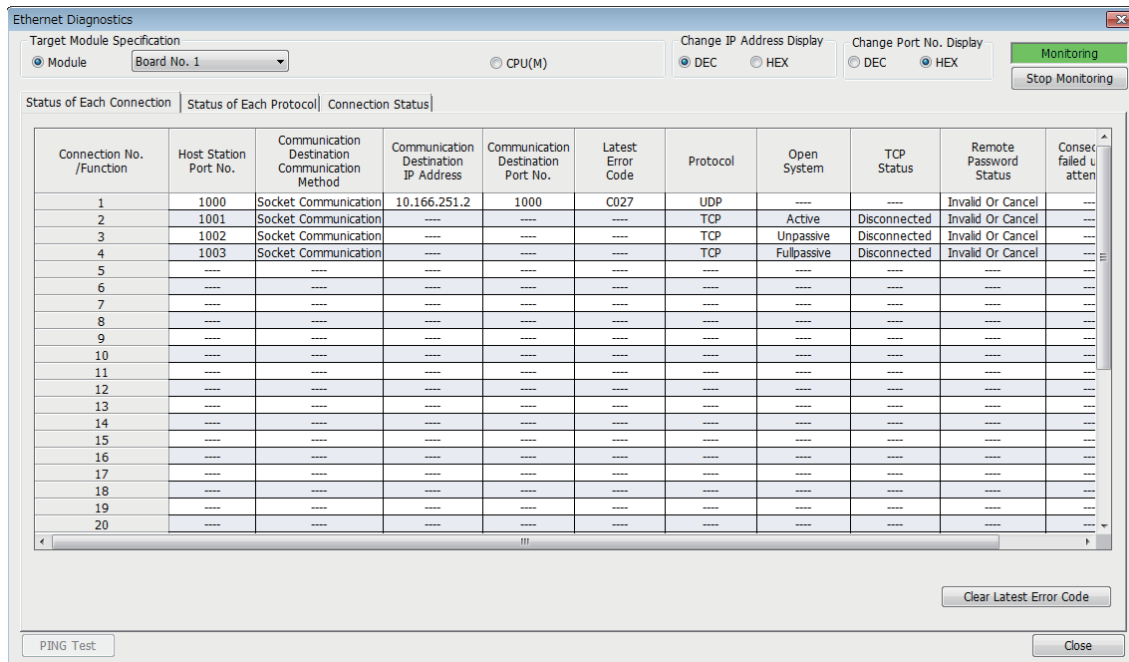 Ethernet Diagnostics
Target Module Specification
Module Board No. 1 CPU(M)
Change IP Address Display
DEC HEX
Change Port No. Display
DEC HEX
Monitoring
Stop Monitoring
Status of Each Connection Status of Each Protocol Connection Status
Connection No. /Function Host Station Port No. Communication Destination Communication Method Communication Destination IP Address Communication Destination Port No. Latest Error Code Protocol Open System TCP Status Remote Password Status Consec failed u atten
1 1000 Socket Communication 10.166.251.2 1000 C027 UDP ---- ---- Invalid Or Cancel ---
2 1001 Socket Communication ---- ---- ---- TCP Active Disconnected Invalid Or Cancel ---
3 1002 Socket Communication ---- ---- ---- TCP Unpassive Disconnected Invalid Or Cancel ---
4 1003 Socket Communication ---- ---- ---- TCP Fullpassive Disconnected Invalid Or Cancel ---
5 ---- ---- ---- ---- ---- ---- ---- ---- ---- ---
6 ---- ---- ---- ---- ---- ---- ---- ---- ---- ---
7 ---- ---- ---- ---- ---- ---- ---- ---- ---- ---
8 ---- ---- ---- ---- ---- ---- ---- ---- ---- ---
9 ---- ---- ---- ---- ---- ---- ---- ---- ---- ---
10 ---- ---- ---- ---- ---- ---- ---- ---- ---- ---
11 ---- ---- ---- ---- ---- ---- ---- ---- ---- ---
12 ---- ---- ---- ---- ---- ---- ---- ---- ---- ---
13 ---- ---- ---- ---- ---- ---- ---- ---- ---- ---
14 ---- ---- ---- ---- ---- ---- ---- ---- ---- ---
15 ---- ---- ---- ---- ---- ---- ---- ---- ---- ---
16 ---- ---- ---- ---- ---- ---- ---- ---- ---- ---
17 ---- ---- ---- ---- ---- ---- ---- ---- ---- ---
18 ---- ---- ---- ---- ---- ---- ---- ---- ---- ---
19 ---- ---- ---- ---- ---- ---- ---- ---- ---- ---
20 ---- ---- ---- ---- ---- ---- ---- ---- ---- ---
Clear Latest Error Code
PING Test Close